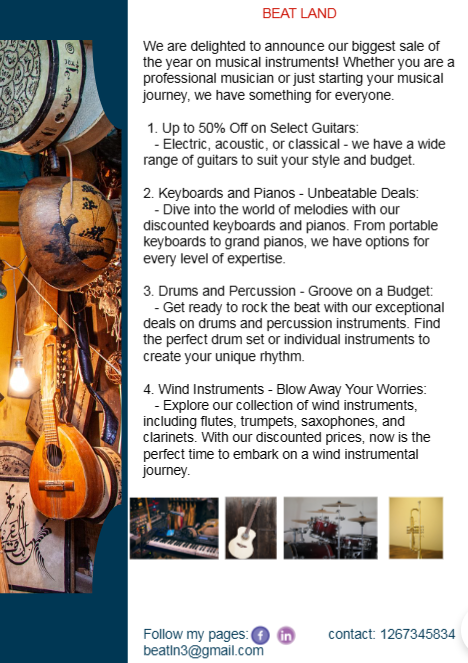 BEAT LAND
We are delighted to announce our biggest sale of
the year on musical instruments! Whether you are a
professional musician or just starting your musical
journey, we have something for everyone.
1. Up to 50% Off on Select Guitars:
- Electric, acoustic, or classical - we have a wide
range of guitars to suit your style and budget.
2. Keyboards and Pianos - Unbeatable Deals:
- Dive into the world of melodies with our
discounted keyboards and pianos. From portable
keyboards to grand pianos, we have options for
every level of expertise.
3. Drums and Percussion - Groove on a Budget:
- Get ready to rock the beat with our exceptional
deals on drums and percussion instruments. Find
the perfect drum set or individual instruments to
create your unique rhythm.
4. Wind Instruments - Blow Away Your Worries:
- Explore our collection of wind instruments,
including flutes, trumpets, saxophones, and
clarinets. With our discounted prices, now is the
perfect time to embark on a wind instrumental
journey.
Follow my pages: f in contact: 1267345834
beatln3@gmail.com